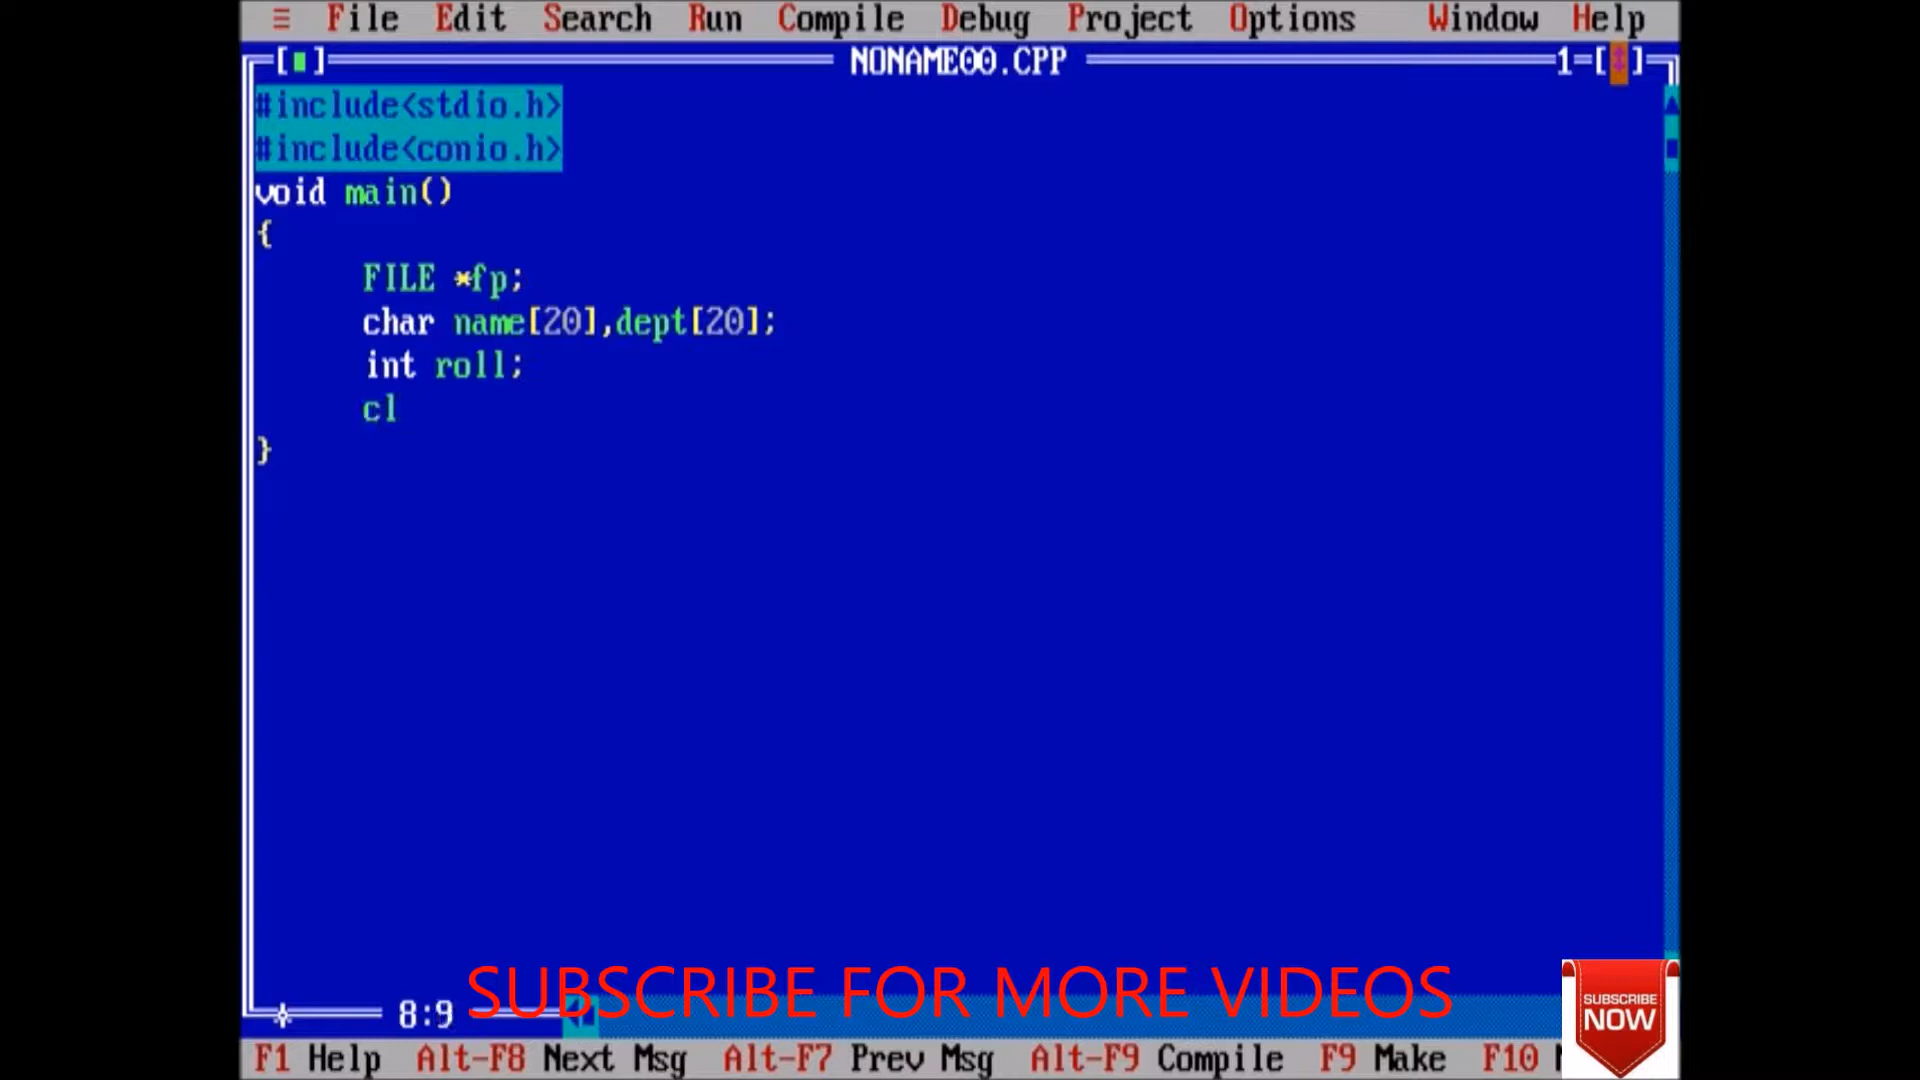 ≡ File Edit Search Run Compile Debug Project Options Window Help
[■] NONAME00.CPP 1=[↕]
#include<stdio.h>
#include<conio.h>
void main()
{
FILE *fp;
char name[20],dept[20];
int roll;
cl
}
SUBSCRIBE FOR MORE VIDEOS
8:9
SUBSCRIBE
NOW
F1 Help Alt-F8 Next Msg Alt-F7 Prev Msg Alt-F9 Compile F9 Make F10